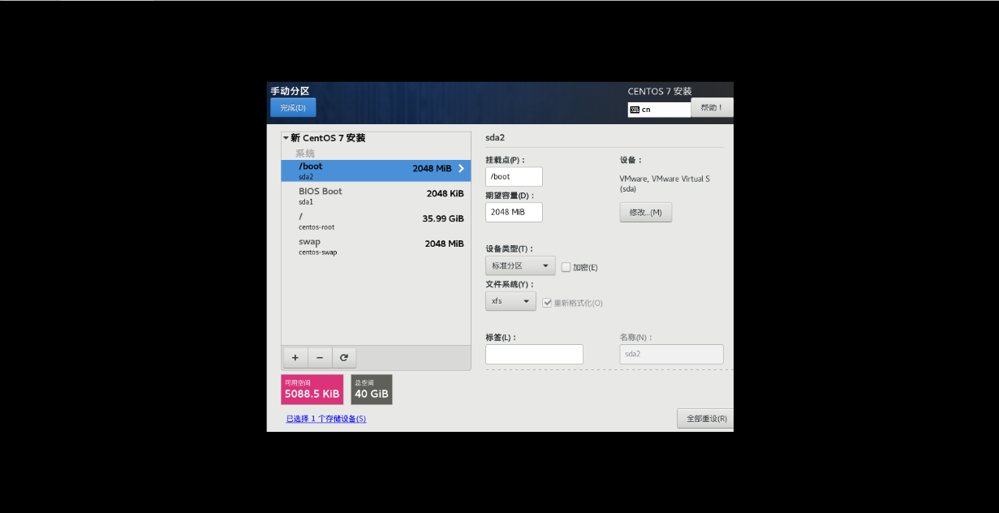 手动分区
CENTOS 7 安装
完成(D)
cn
帮助！
新 CentOS 7 安装
系统
/boot
2048 MiB
sda2
BIOS Boot
2048 KiB
sda1
/
35.99 GiB
centos-root
swap
2048 MiB
centos-swap
可用空间
5088.5 KiB
总空间
40 GiB
已选择 1 个存储设备(S)
sda2
挂载点(P)：
/boot
期望容量(D)：
2048 MiB
设备：
VMware, VMware Virtual S
(sda)
修改...(M)
设备类型(T)：
标准分区
加密(E)
文件系统(Y)：
xfs
重新格式化(O)
标签(L)：
名称(N)：
sda2
全部重设(R)